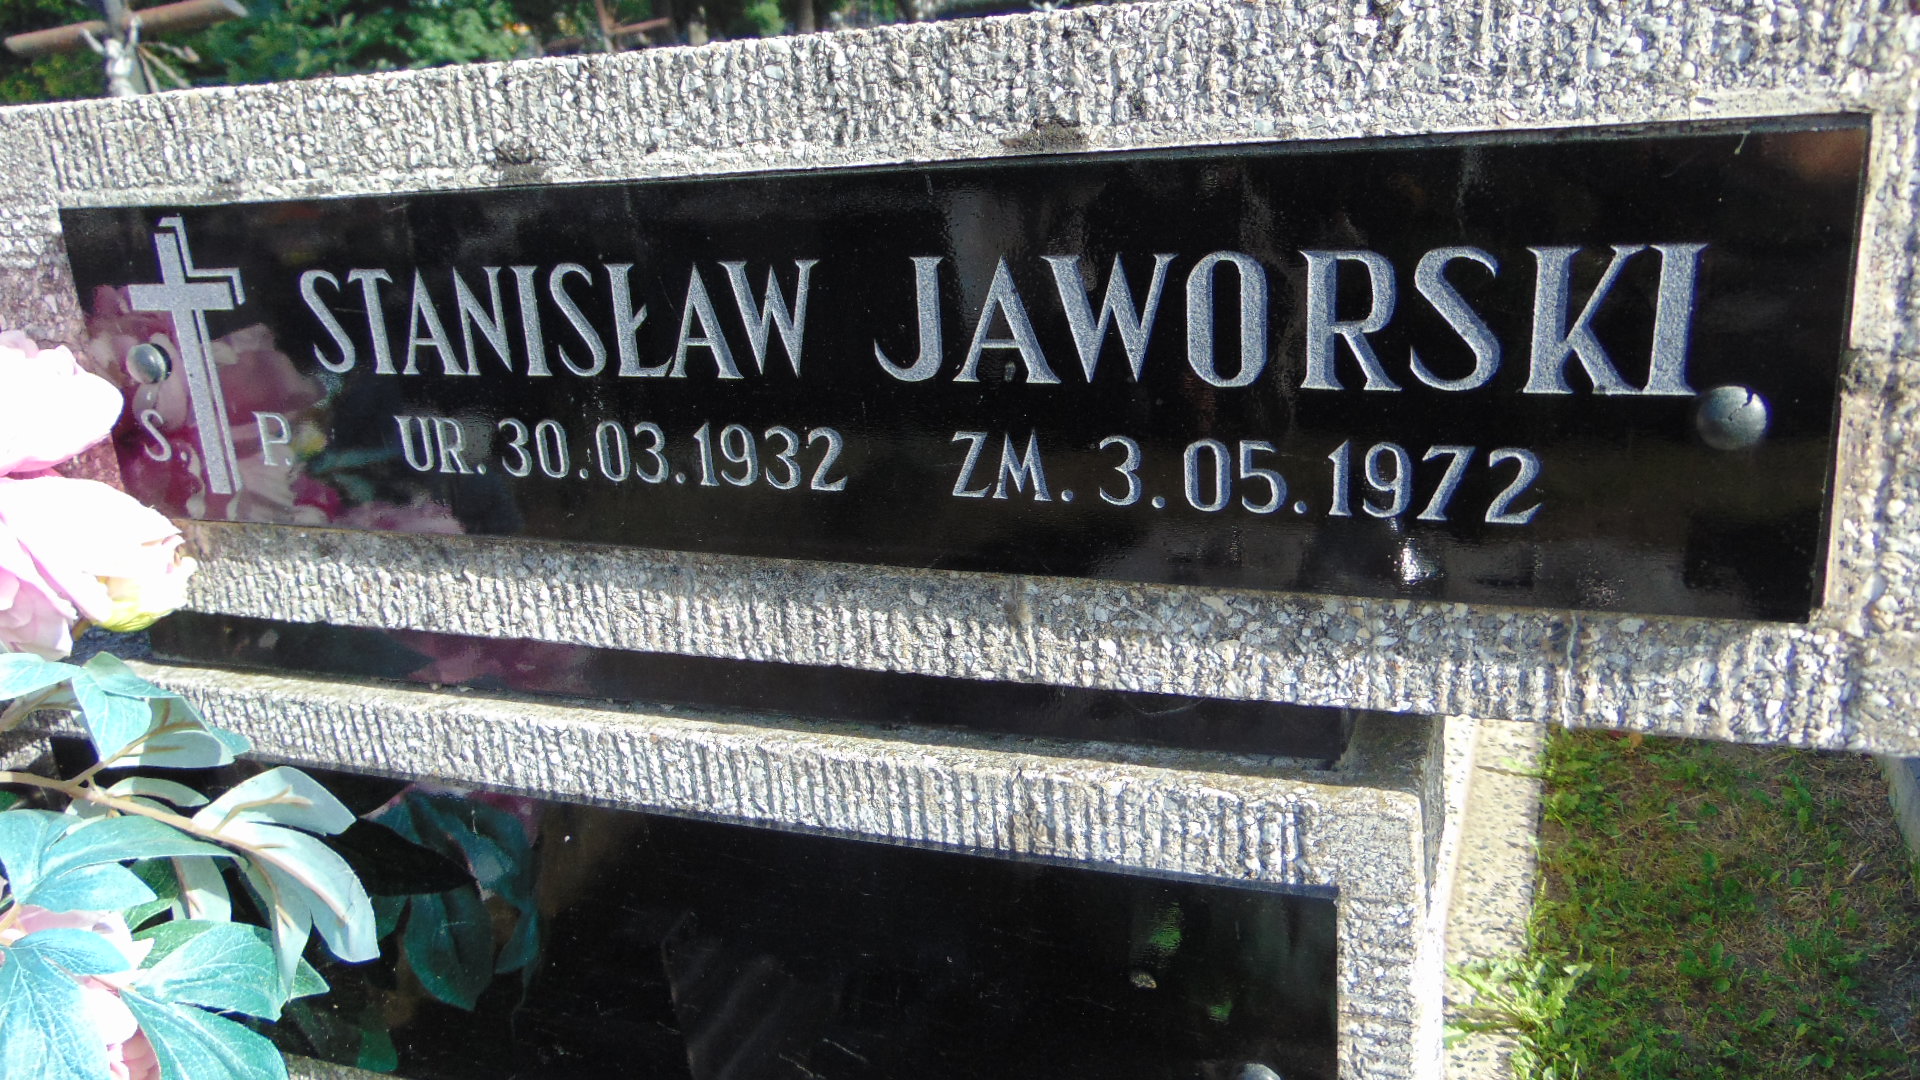 STANISŁAW JAWORSKI
S. P. UR. 30.03.1932 ZM. 3.05.1972